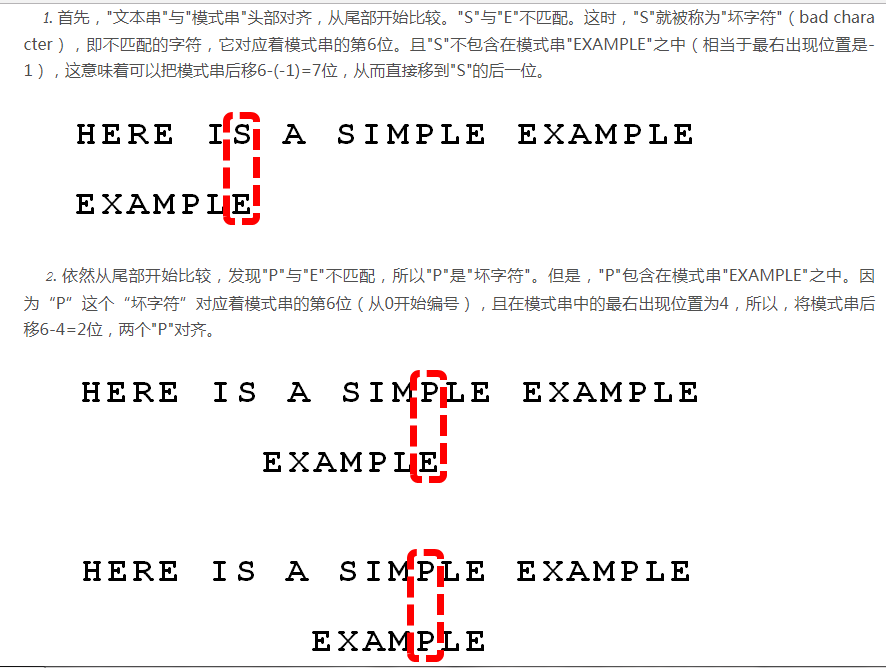 1. 首先，"文本串"与"模式串"头部对齐，从尾部开始比较。"S"与"E"不匹配。这时，"S"就被称为"坏字符"（bad chara
cter），即不匹配的字符，它对应着模式串的第6位。且"S"不包含在模式串"EXAMPLE"之中（相当于最右出现位置是-
1），这意味着可以把模式串后移6-(-1)=7位，从而直接移到"S"的后一位。
HERE IS A SIMPLE EXAMPLE
EXAMPLE
2. 依然从尾部开始比较，发现"P"与"E"不匹配，所以"P"是"坏字符"。但是，"P"包含在模式串"EXAMPLE"之中。因
为“P”这个“坏字符”对应着模式串的第6位（从0开始编号），且在模式串中的最右出现位置为4，所以，将模式串后
移6-4=2位，两个"P"对齐。
HERE IS A SIMPLE EXAMPLE
EXAMPLE
HERE IS A SIMPLE EXAMPLE
EXAMPLE